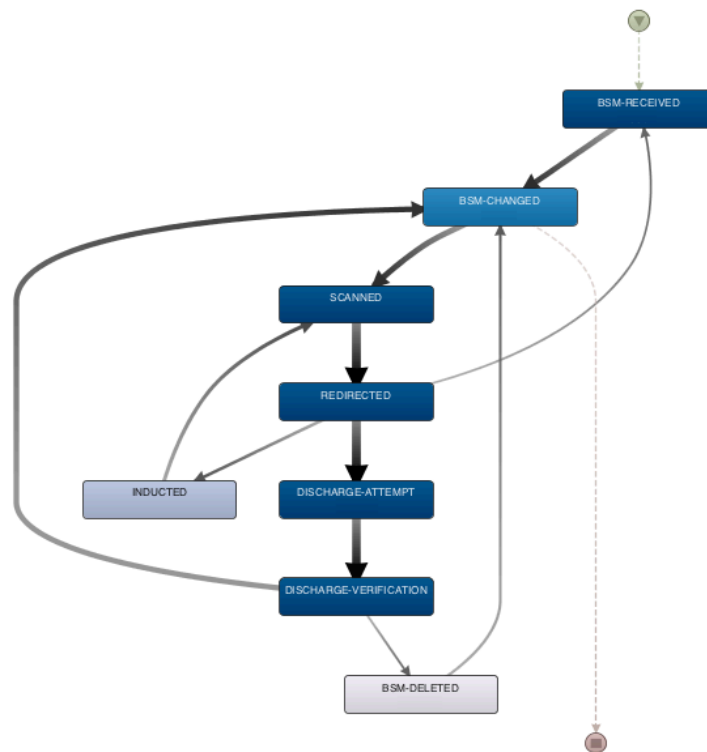 BSM-RECEIVED
BSM-CHANGED
SCANNED
REDIRECTED
INDUCTED
DISCHARGE-ATTEMPT
DISCHARGE-VERIFICATION
BSM-DELETED